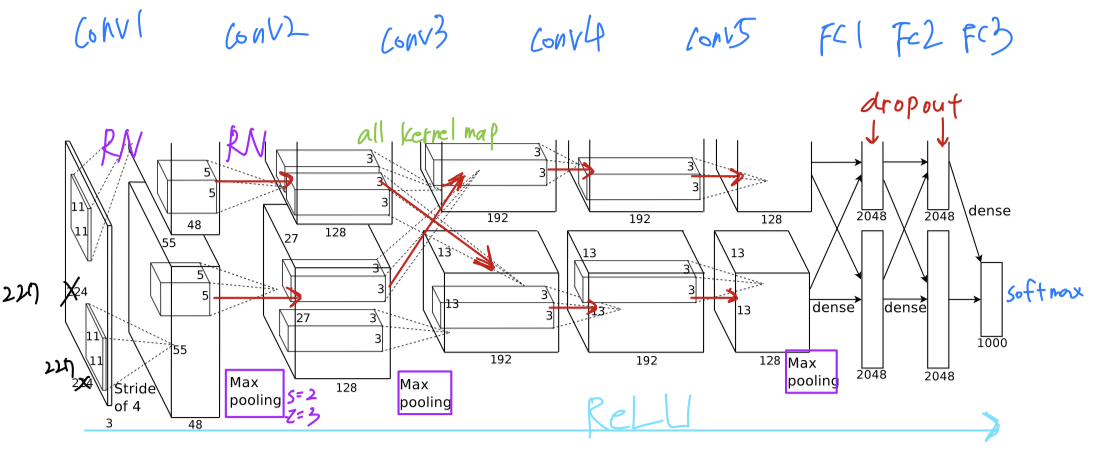 Conv1 Conv2 Conv3 Conv4 Conv5 FC1 FC2 FC3
dropout
RN RN all kernel map
3 3
5 3 3
5 3 3
11
11 48 128 192 192 128 2048 2048 dense
55 27 13 13 13
5 3 3
5 3 3
227 224 softmax
13 3 13 13
27 3 3 dense dense
11 3
11 55
1000
192 192 128
227 224 Stride of 4 128 2048 2048
Max pooling s=2 z=3
Max pooling
Max pooling
3 48
ReLU